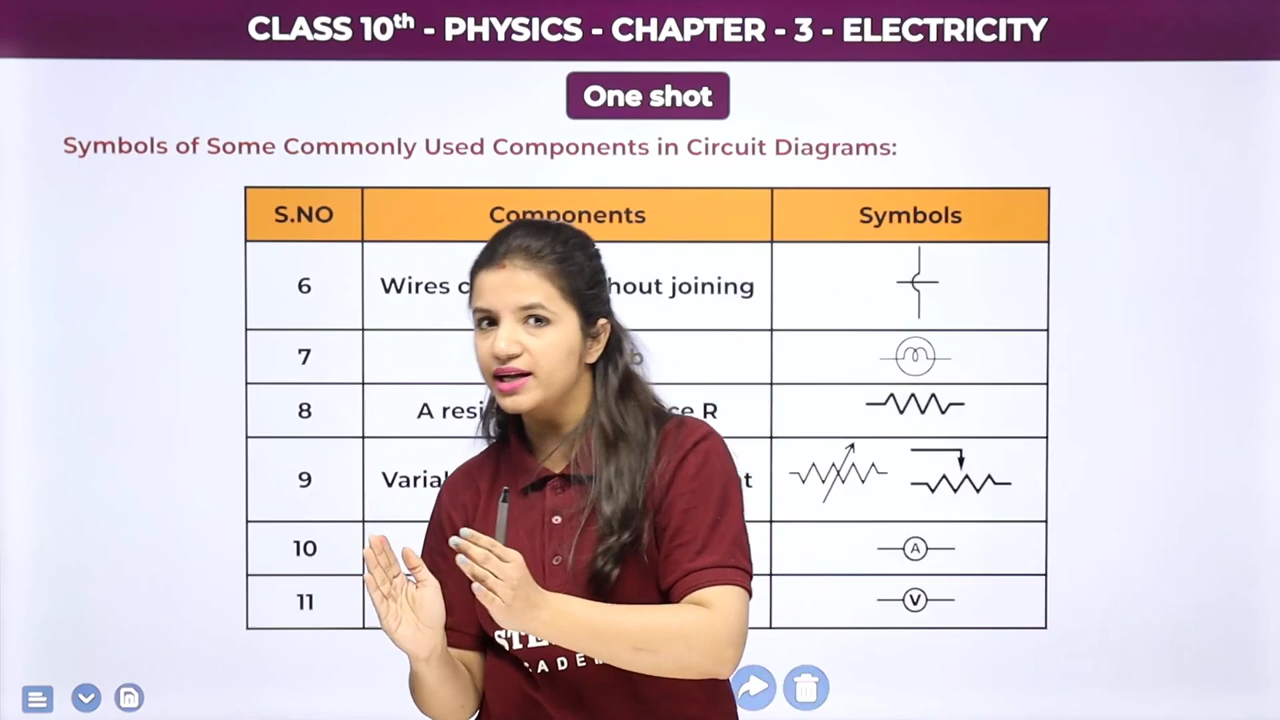 CLASS 10th - PHYSICS - CHAPTER - 3 - ELECTRICITY
One shot
Symbols of Some Commonly Used Components in Circuit Diagrams:
S.NO Components Symbols
6 Wires hout joining
7 b
8 A resi ce R
9 Varia t
10 A
11 V